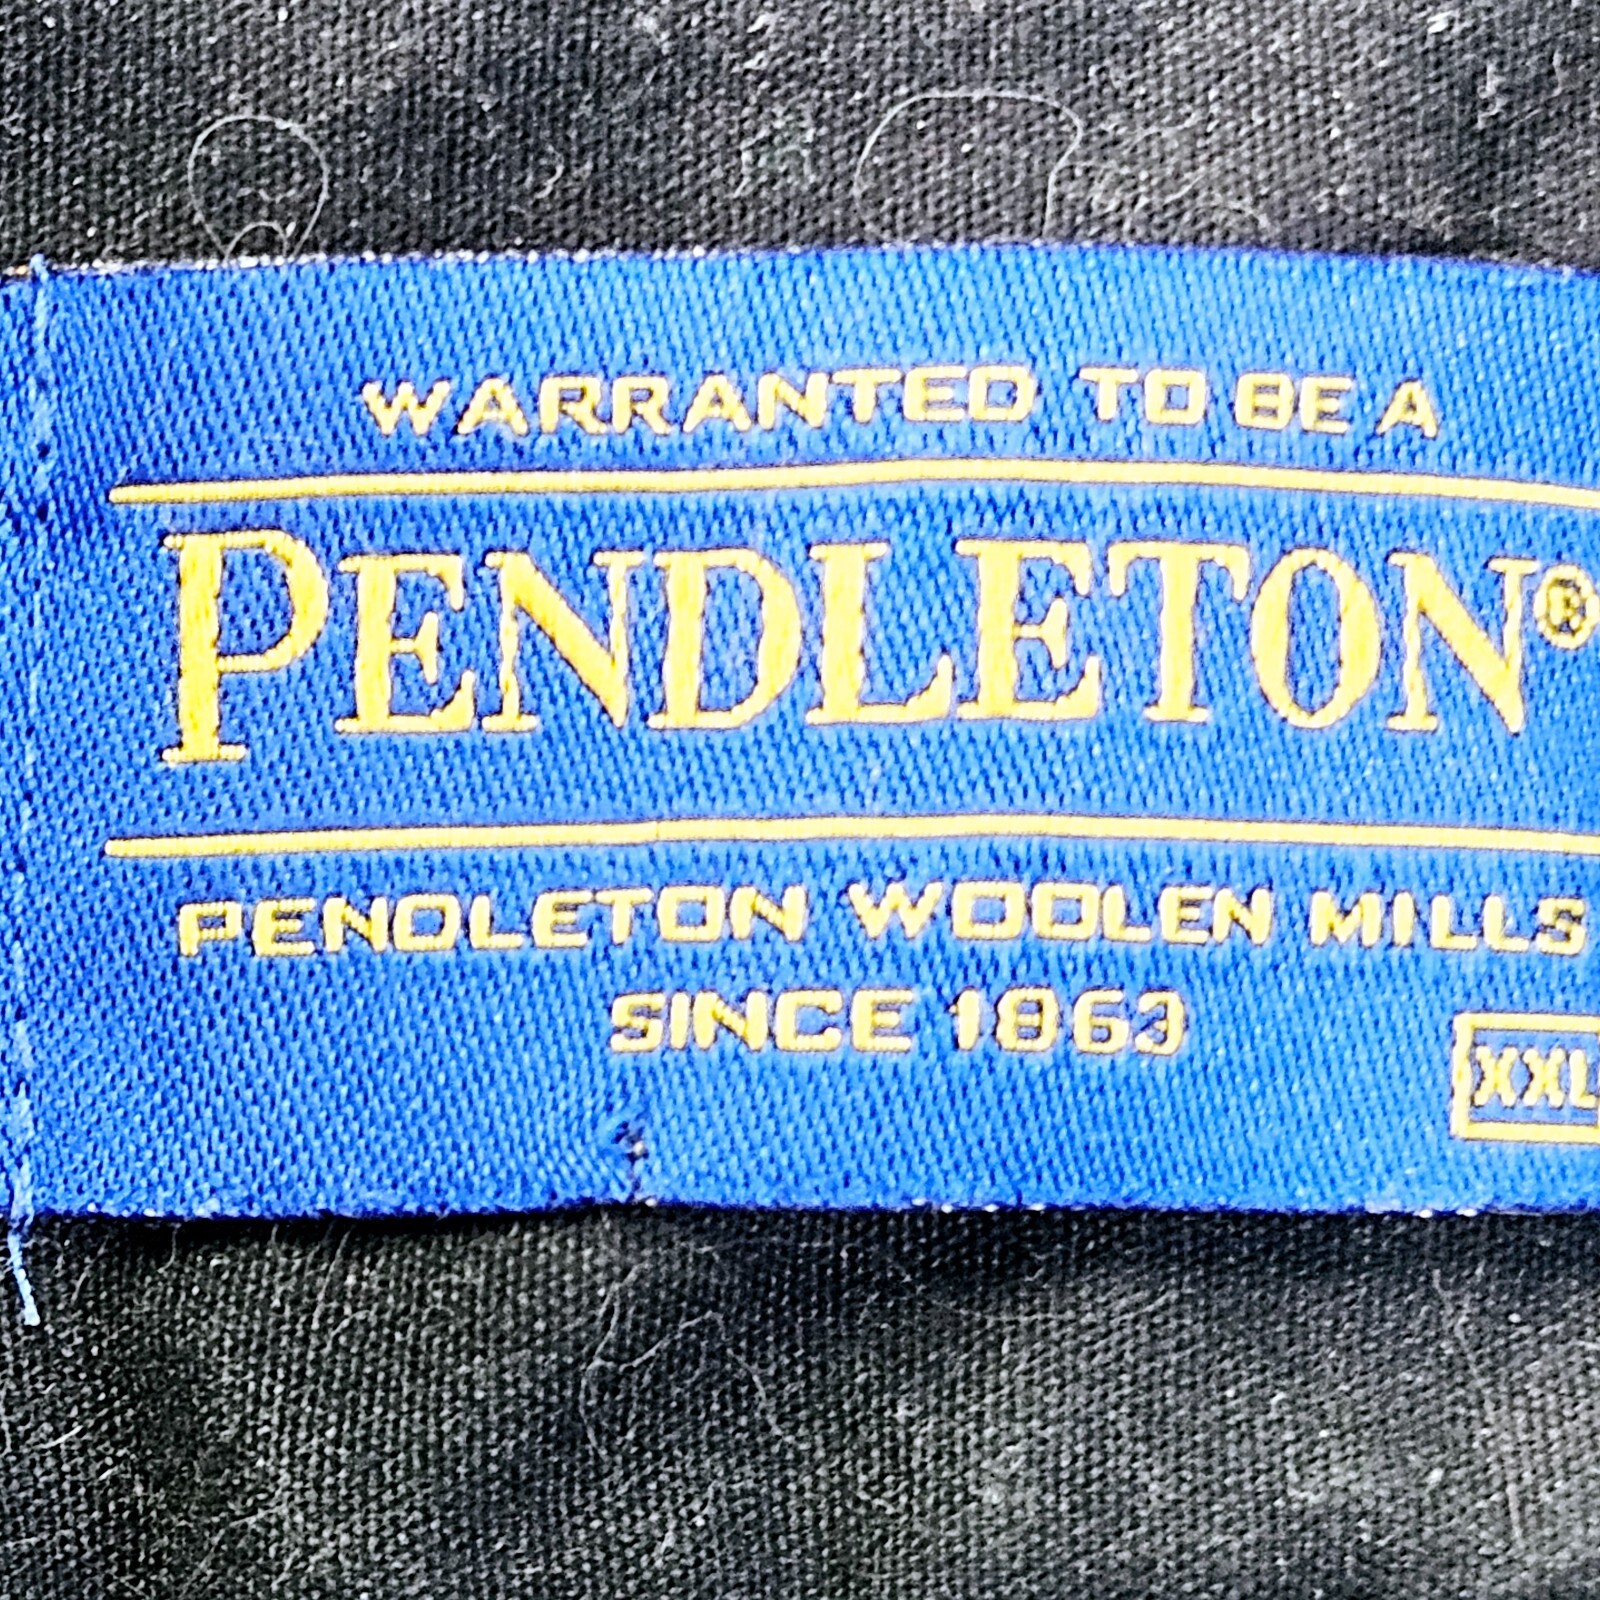 WARRANTED TO BE A
PENDLETON®
PENDLETON WOOLEN MILLS
SINCE 1863
XXL